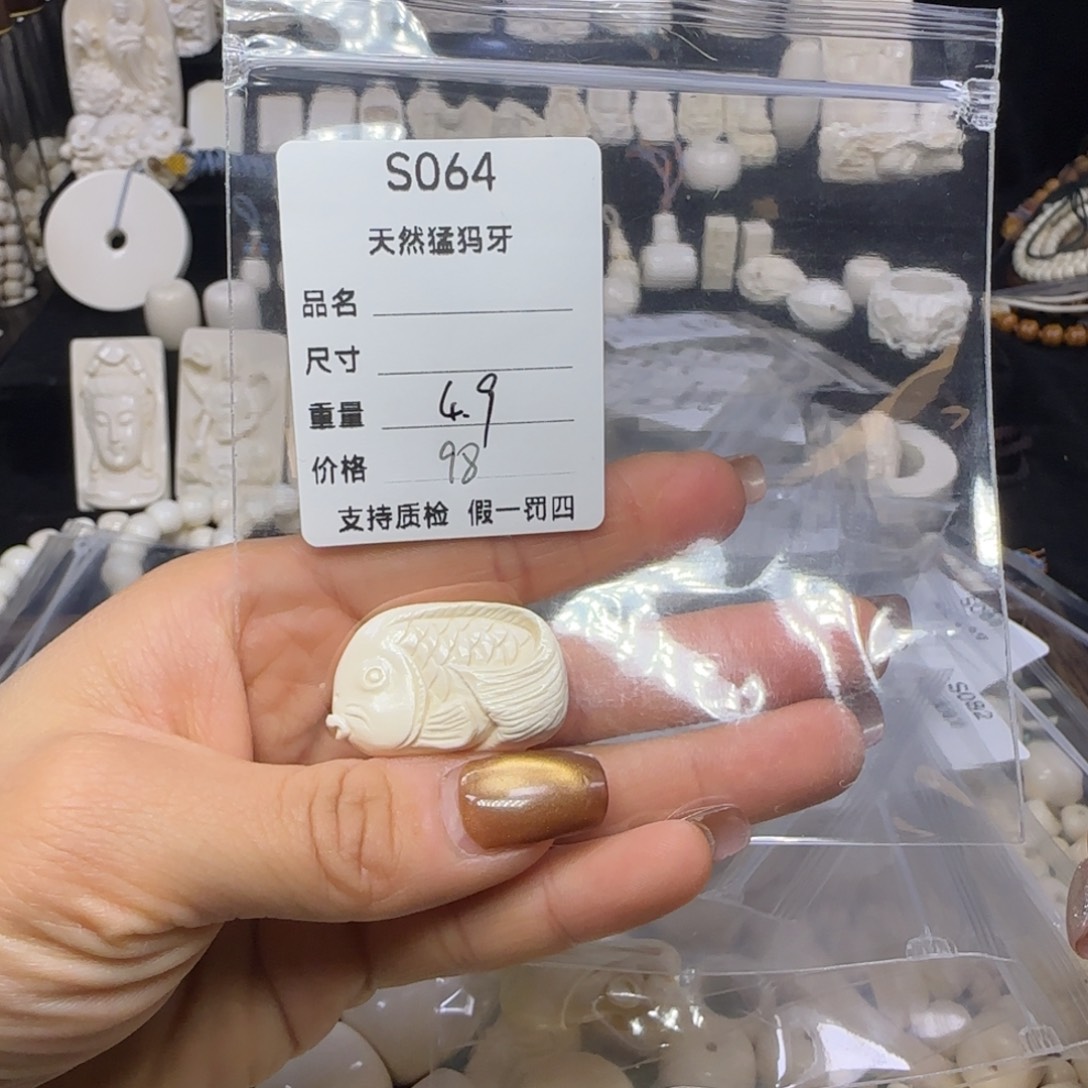 S064
天然猛犸牙
品名
尺寸
重量 4.9
价格 98
支持质检 假一罚四
S092